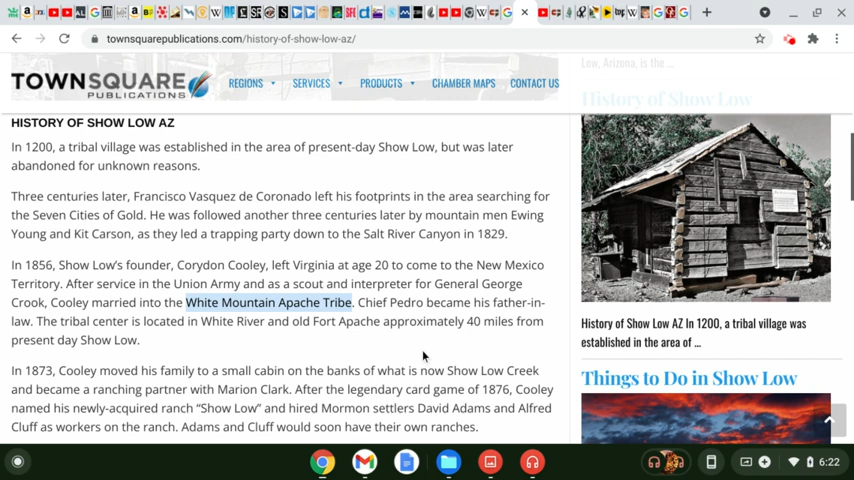 townsquarepublications.com/history-of-show-low-az/
TOWNSQUARE
PUBLICATIONS
REGIONS
SERVICES
PRODUCTS
CHAMBER MAPS
CONTACT US
HISTORY OF SHOW LOW AZ
In 1200, a tribal village was established in the area of present-day Show Low, but was later
abandoned for unknown reasons.
Three centuries later, Francisco Vasquez de Coronado left his footprints in the area searching for
the Seven Cities of Gold. He was followed another three centuries later by mountain men Ewing
Young and Kit Carson, as they led a trapping party down to the Salt River Canyon in 1829.
In 1856, Show Low's founder, Corydon Cooley, left Virginia at age 20 to come to the New Mexico
Territory. After service in the Union Army and as a scout and interpreter for General George
Crook, Cooley married into the White Mountain Apache Tribe. Chief Pedro became his father-in-
law. The tribal center is located in White River and old Fort Apache approximately 40 miles from
present day Show Low.
In 1873, Cooley moved his family to a small cabin on the banks of what is now Show Low Creek
and became a ranching partner with Marion Clark. After the legendary card game of 1876, Cooley
named his newly-acquired ranch “Show Low” and hired Mormon settlers David Adams and Alfred
Cluff as workers on the ranch. Adams and Cluff would soon have their own ranches.
Low, Arizona, is the ...
History of Show Low
History of Show Low AZ In 1200, a tribal village was
established in the area of ...
Things to Do in Show Low
6:22